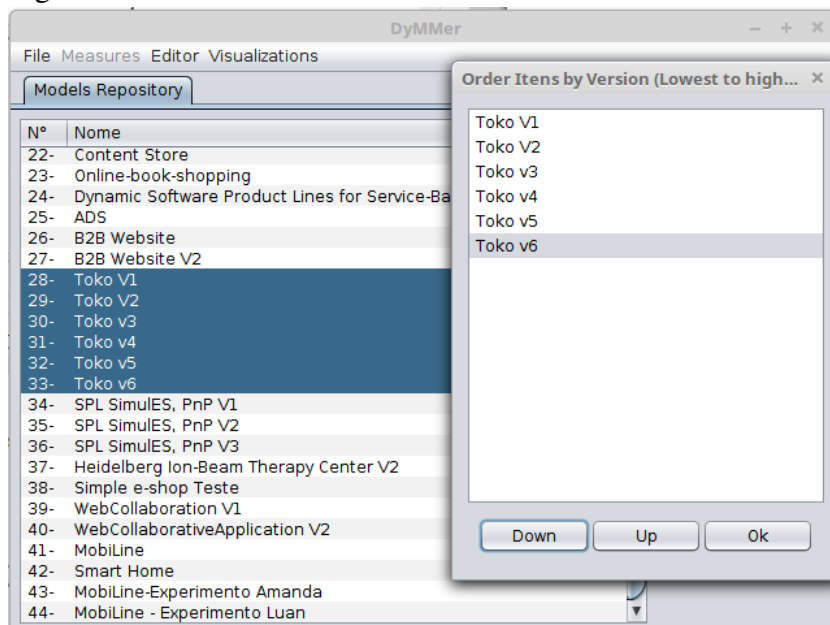 DyMMer
File Measures Editor Visualizations
Models Repository
N° Nome
22- Content Store
23- Online-book-shopping
24- Dynamic Software Product Lines for Service-Ba
25- ADS
26- B2B Website
27- B2B Website V2
28- Toko V1
29- Toko V2
30- Toko v3
31- Toko v4
32- Toko v5
33- Toko v6
34- SPL SimulES, PnP V1
35- SPL SimulES, PnP V2
36- SPL SimulES, PnP V3
37- Heidelberg Ion-Beam Therapy Center V2
38- Simple e-shop Teste
39- WebCollaboration V1
40- WebCollaborativeApplication V2
41- MobiLine
42- Smart Home
43- MobiLine-Experimento Amanda
44- MobiLine - Experimento Luan
Order Itens by Version (Lowest to high...
Toko V1
Toko V2
Toko v3
Toko v4
Toko v5
Toko v6
Down Up Ok